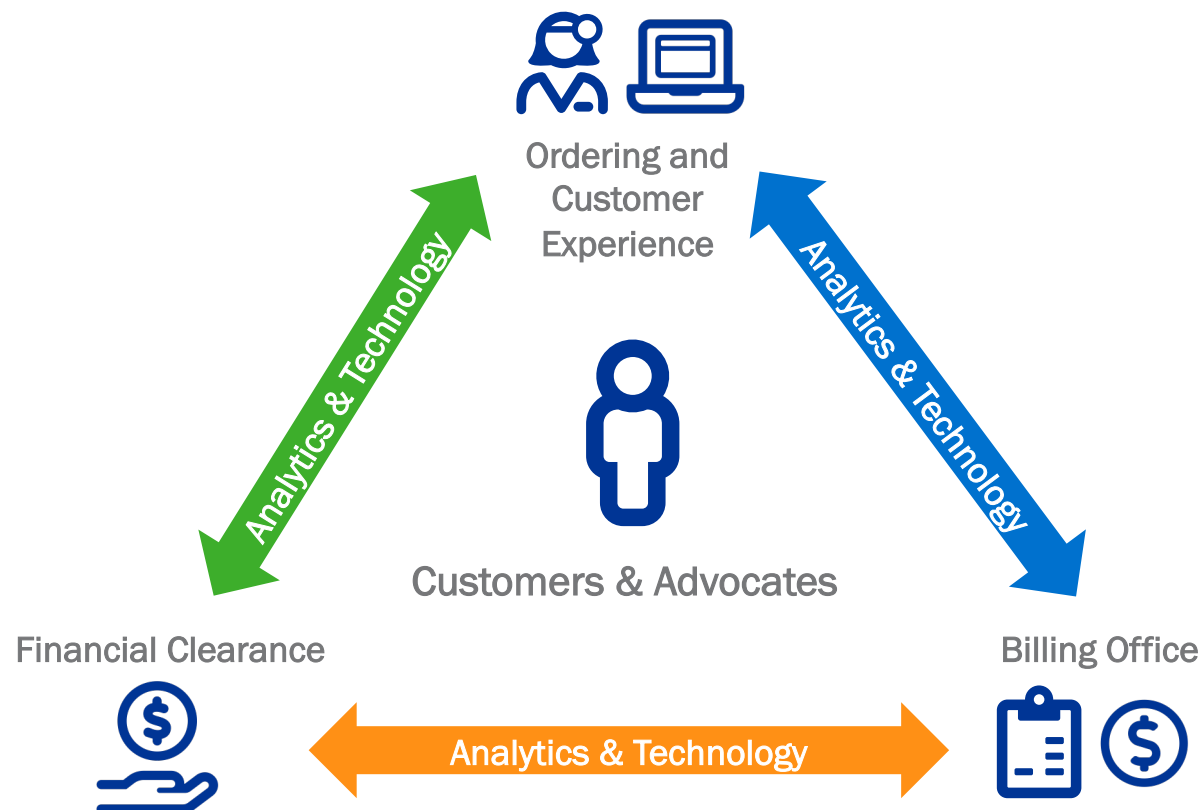 Ordering and
Customer
Experience
Analytics & Technology
Analytics & Technology
Customers & Advocates
Financial Clearance
Billing Office
$
$
Analytics & Technology